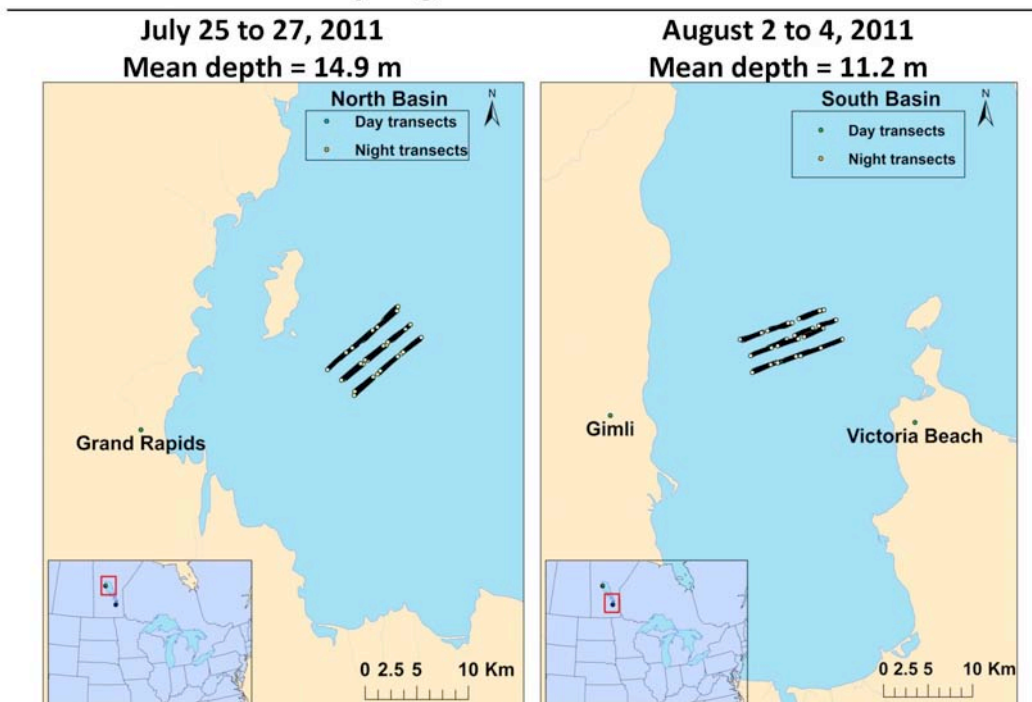 July 25 to 27, 2011
Mean depth = 14.9 m
North Basin
N
Day transects
Night transects
Grand Rapids
0 2.5 5 10 Km
August 2 to 4, 2011
Mean depth = 11.2 m
South Basin
N
Day transects
Night transects
Gimli
Victoria Beach
0 2.5 5 10 Km